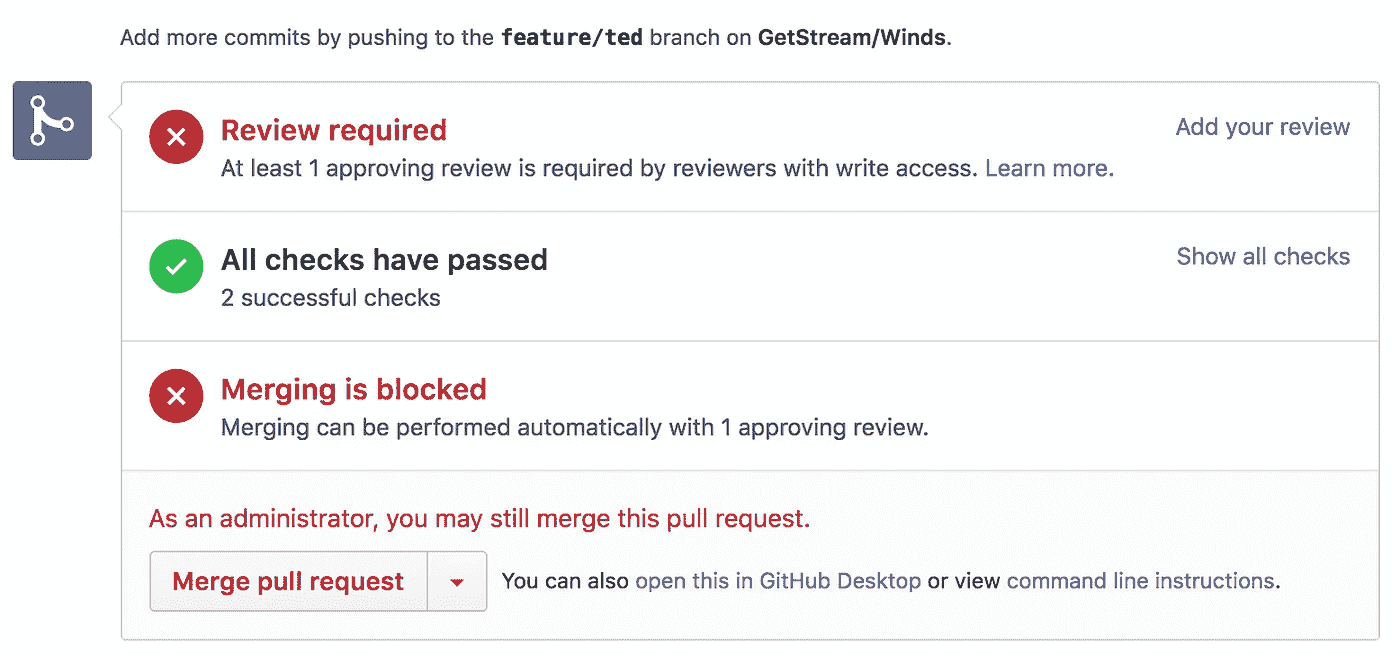 Add more commits by pushing to the feature/ted branch on GetStream/Winds.
Review required
Add your review
At least 1 approving review is required by reviewers with write access. Learn more.
All checks have passed
Show all checks
2 successful checks
Merging is blocked
Merging can be performed automatically with 1 approving review.
As an administrator, you may still merge this pull request.
Merge pull request
You can also open this in GitHub Desktop or view command line instructions.